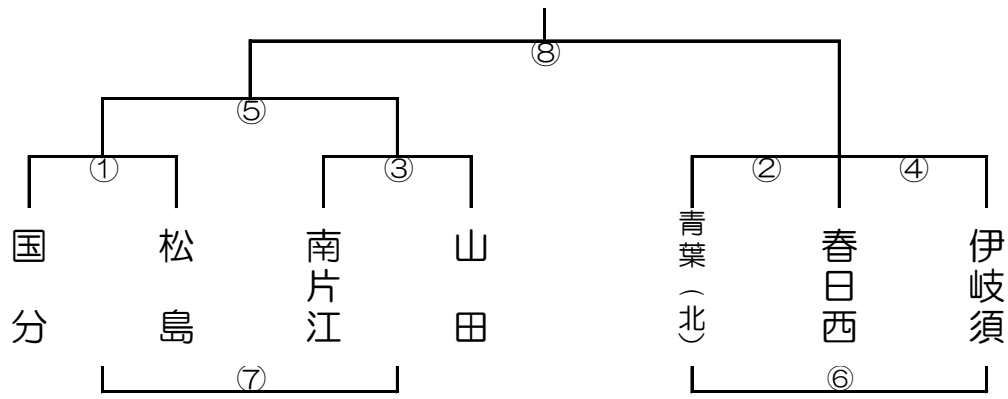 ⑧
⑤
① ③ ② ④
国分
松島
南片江
山田
青葉（北）
春日西
伊岐須
⑦ ⑥